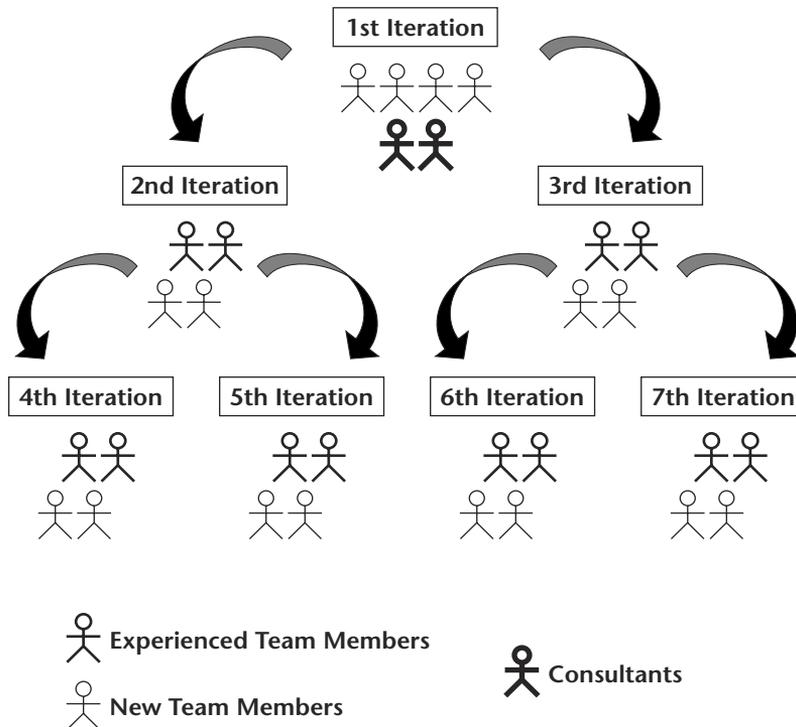 1st Iteration
2nd Iteration
3rd Iteration
4th Iteration
5th Iteration
6th Iteration
7th Iteration
Experienced Team Members
New Team Members
Consultants